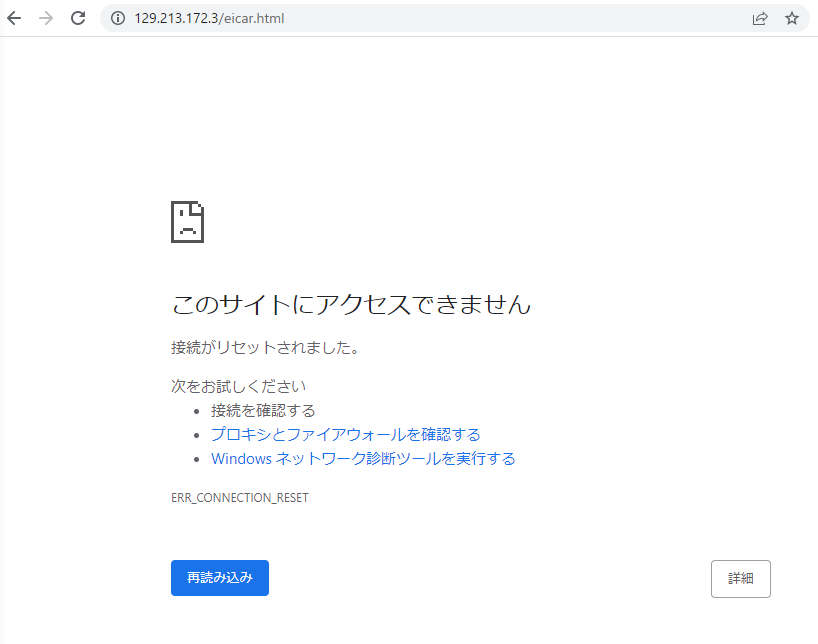 129.213.172.3/eicar.html
このサイトにアクセスできません
接続がリセットされました。
次をお試しください
接続を確認する
プロキシとファイアウォールを確認する
Windows ネットワーク診断ツールを実行する
ERR_CONNECTION_RESET
再読み込み
詳細